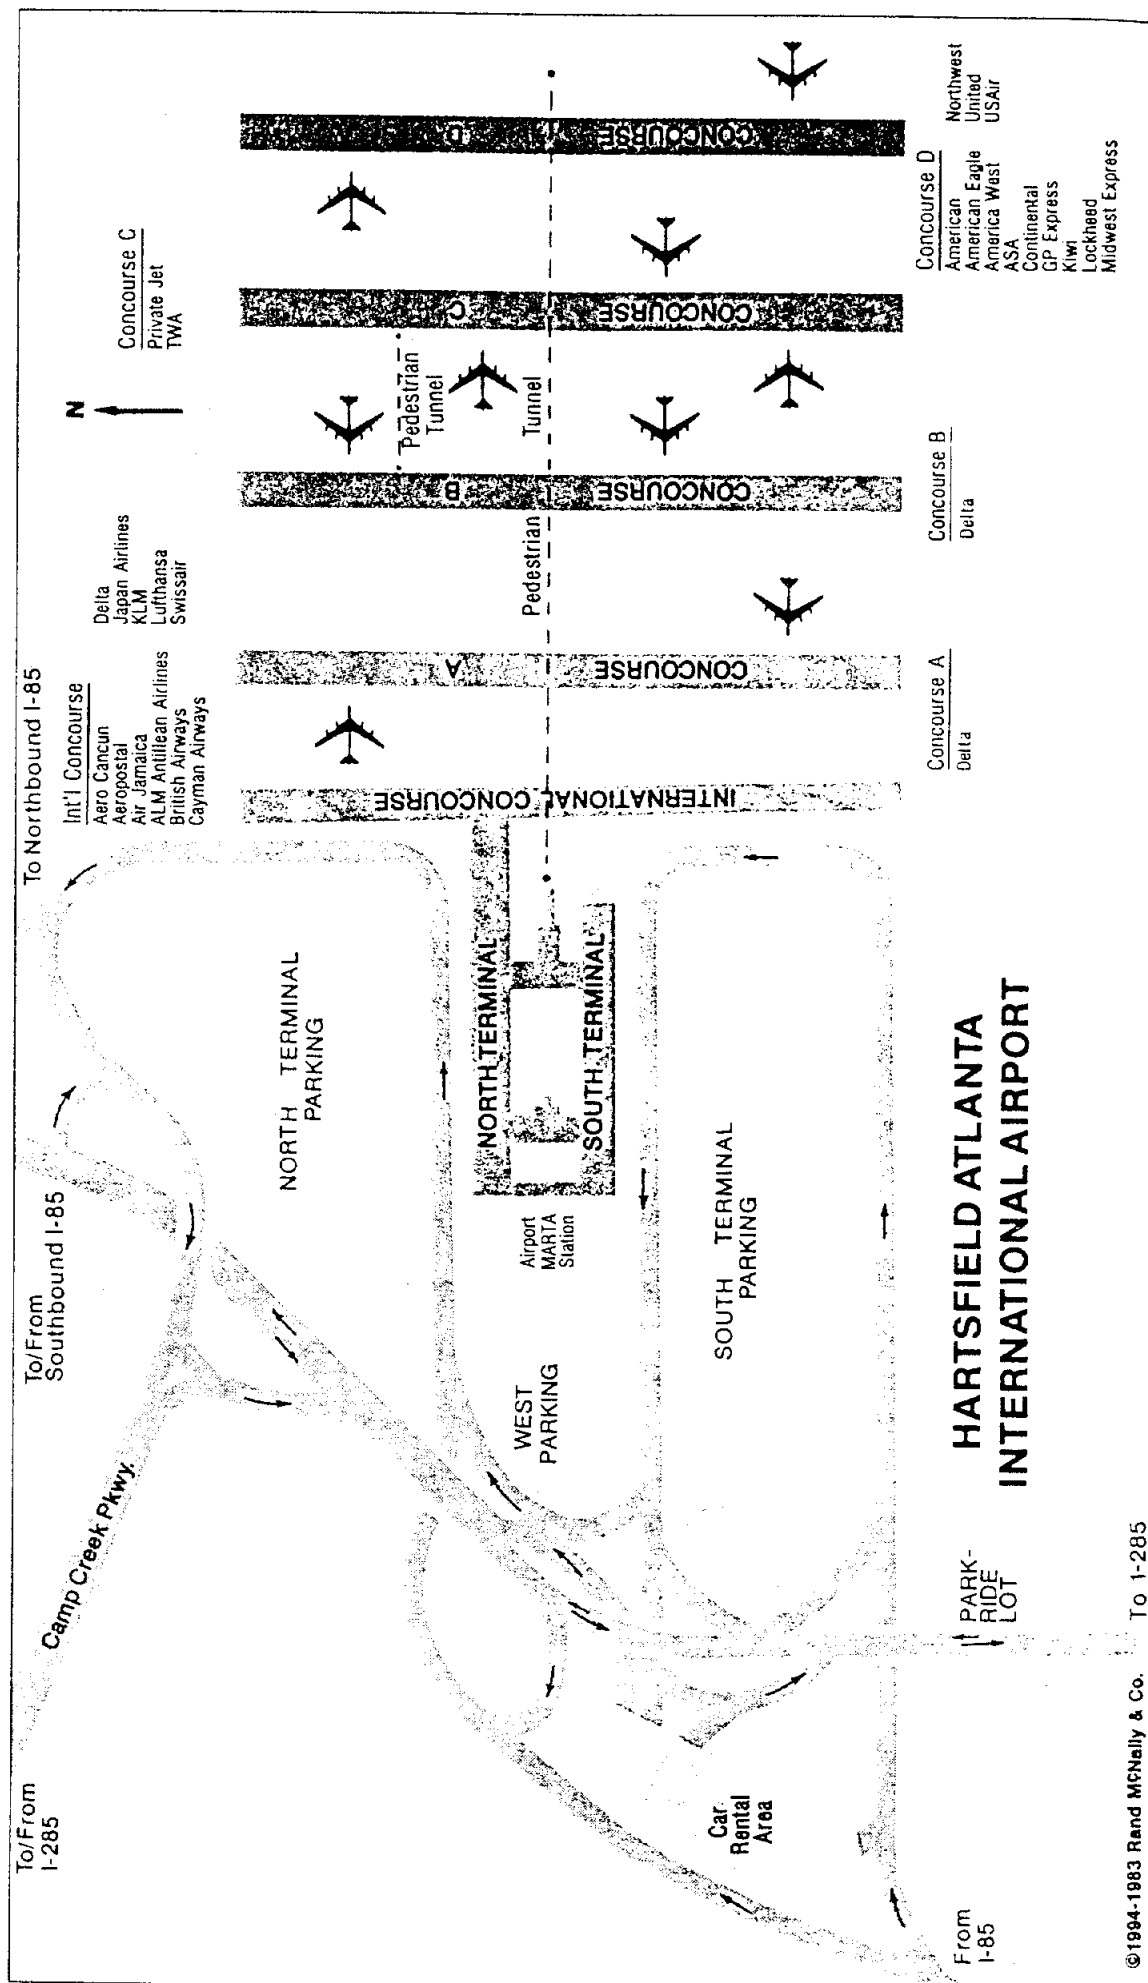 To/From
I-285
Camp Creek Pkwy.
To/From
Southbound I-85
To Northbound I-85
Int'l Concourse
Aero Cancun
Aeropostal
Air Jamaica
ALM Antillean Airlines
British Airways
Cayman Airways
Delta
Japan Airlines
KLM
Lufthansa
Swissair
N
Concourse C
Private Jet
TWA
NORTH TERMINAL
PARKING
WEST
PARKING
Airport
MARTA
Station
NORTH TERMINAL
SOUTH TERMINAL
INTERNATIONAL CONCOURSE
CONCOURSE A
CONCOURSE B
CONCOURSE C
CONCOURSE D
Pedestrian
Tunnel
Pedestrian Tunnel
SOUTH TERMINAL
PARKING
Car
Rental
Area
From
I-85
PARK-
RIDE
LOT
To I-285
HARTSFIELD ATLANTA
INTERNATIONAL AIRPORT
Concourse A
Delta
Concourse B
Delta
Concourse D
American
American Eagle
America West
ASA
Continental
GP Express
Kiwi
Lockheed
Midwest Express
Northwest
United
USAir
©1994-1983 Rand McNally & Co.